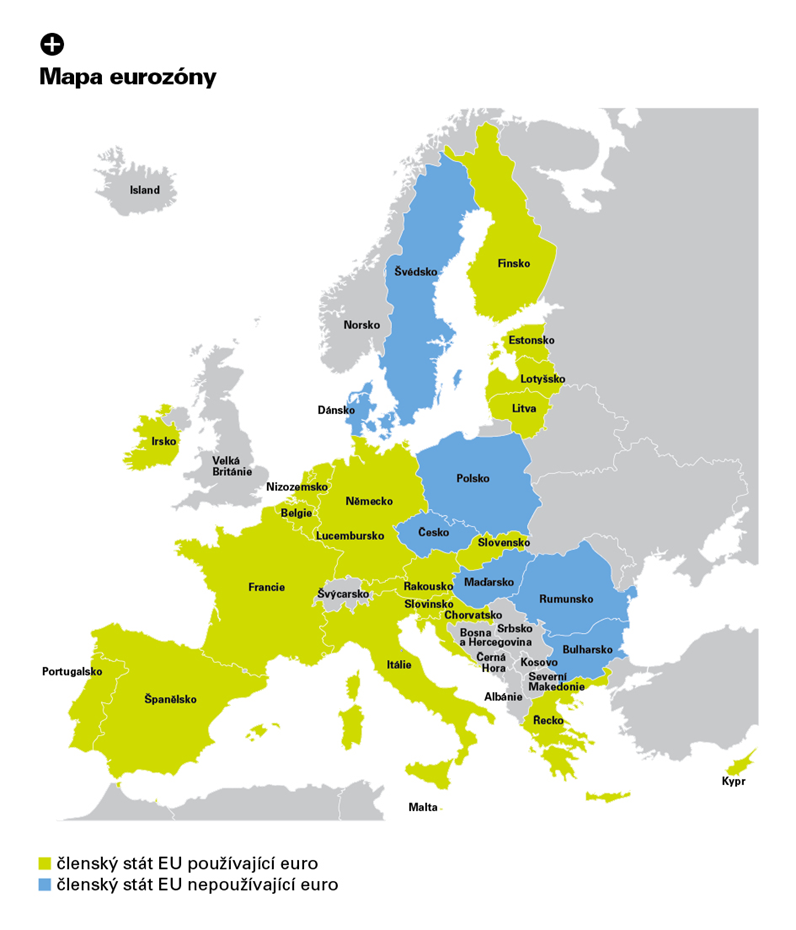 Mapa eurozóny
Island
Švédsko
Finsko
Norsko
Estonsko
Lotyšsko
Litva
Dánsko
Irsko
Velká
Británie
Nizozemsko
Polsko
Německo
Belgie
Lucembursko
Česko
Slovensko
Francie
Švýcarsko
Rakousko
Maďarsko
Rumunsko
Slovinsko
Chorvatsko
Bosna
a Hercegovina
Srbsko
Bulharsko
Černá
Hora
Kosovo
Itálie
Portugalsko
Severní
Makedonie
Španělsko
Albánie
Řecko
Kypr
Malta
členský stát EU používající euro
členský stát EU nepoužívající euro